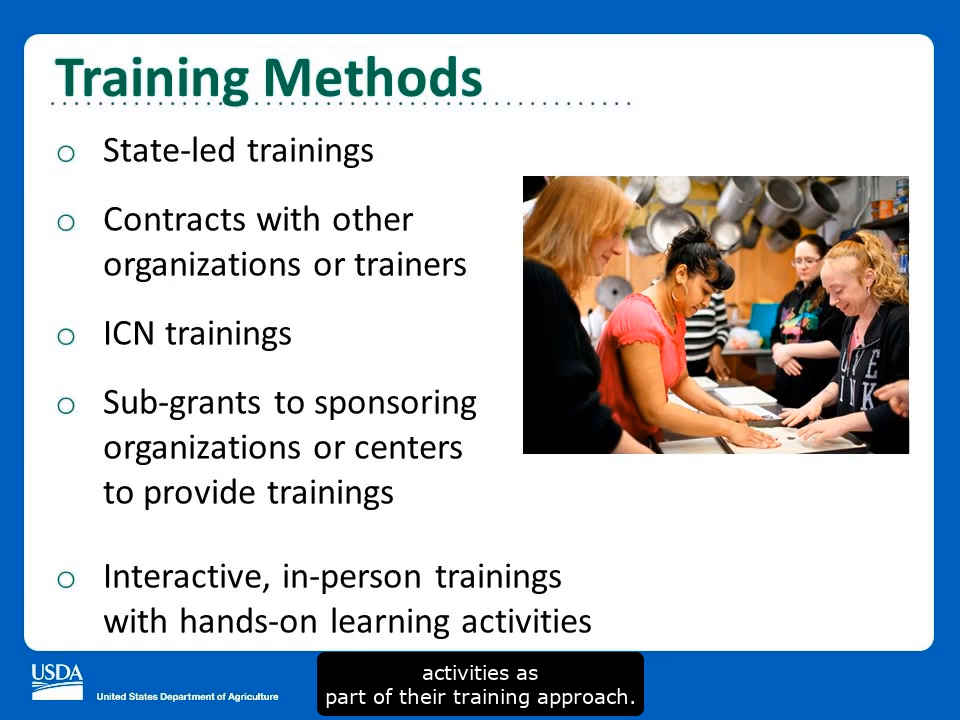 Training Methods
o State-led trainings
o Contracts with other
organizations or trainers
o ICN trainings
o Sub-grants to sponsoring
organizations or centers
to provide trainings
o Interactive, in-person trainings
with hands-on learning activities
USDA
United States Department of Agriculture
activities as
part of their training approach.